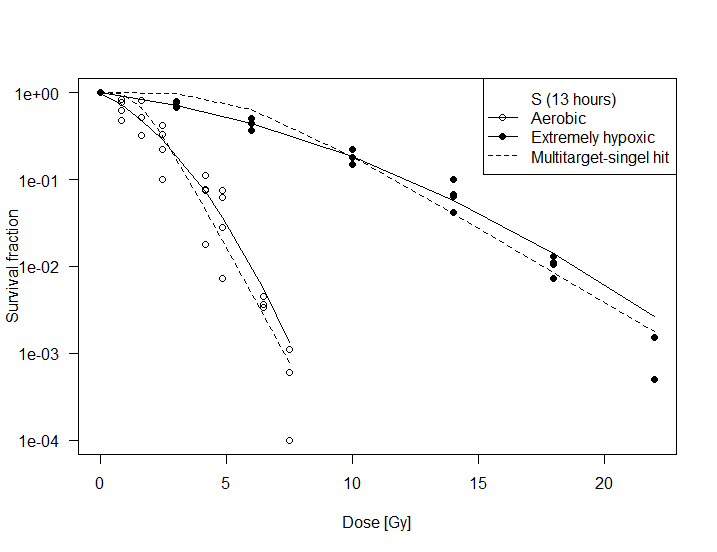 S (13 hours)
Aerobic
Extremely hypoxic
Multitarget-singel hit
1e+00
1e-01
1e-02
1e-03
1e-04
Survival fraction
0 5 10 15 20
Dose [Gy]